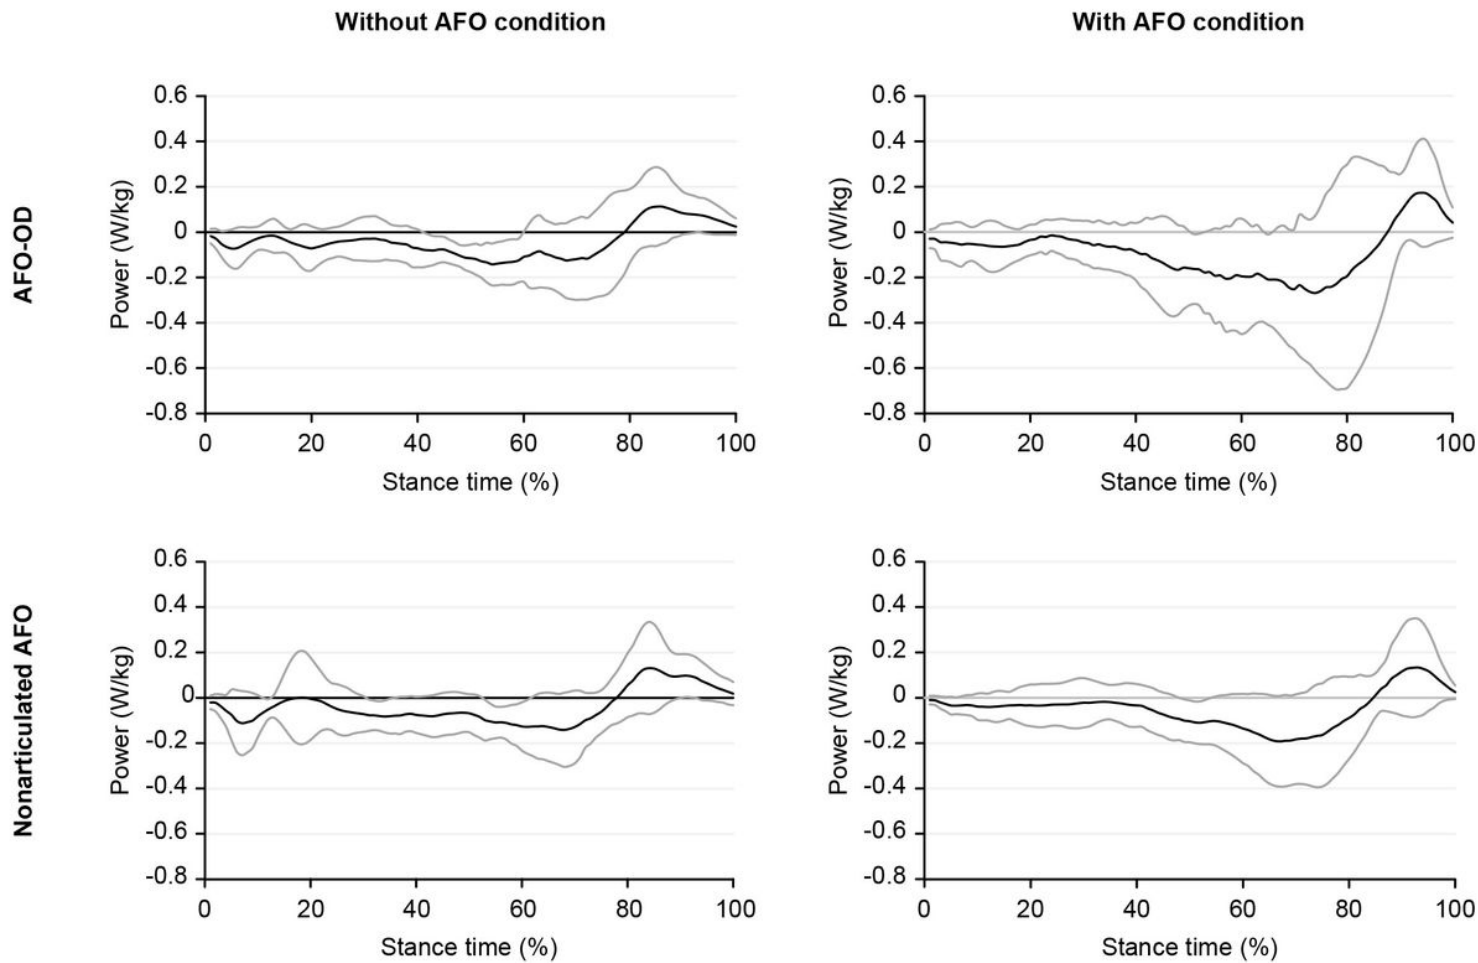 Without AFO condition
With AFO condition
AFO-OD
Power (W/kg)
0.6
0.4
0.2
0
-0.2
-0.4
-0.6
-0.8
0 20 40 60 80 100
Stance time (%)
Power (W/kg)
0.6
0.4
0.2
0
-0.2
-0.4
-0.6
-0.8
0 20 40 60 80 100
Stance time (%)
Nonarticulated AFO
Power (W/kg)
0.6
0.4
0.2
0
-0.2
-0.4
-0.6
-0.8
0 20 40 60 80 100
Stance time (%)
Power (W/kg)
0.6
0.4
0.2
0
-0.2
-0.4
-0.6
-0.8
0 20 40 60 80 100
Stance time (%)